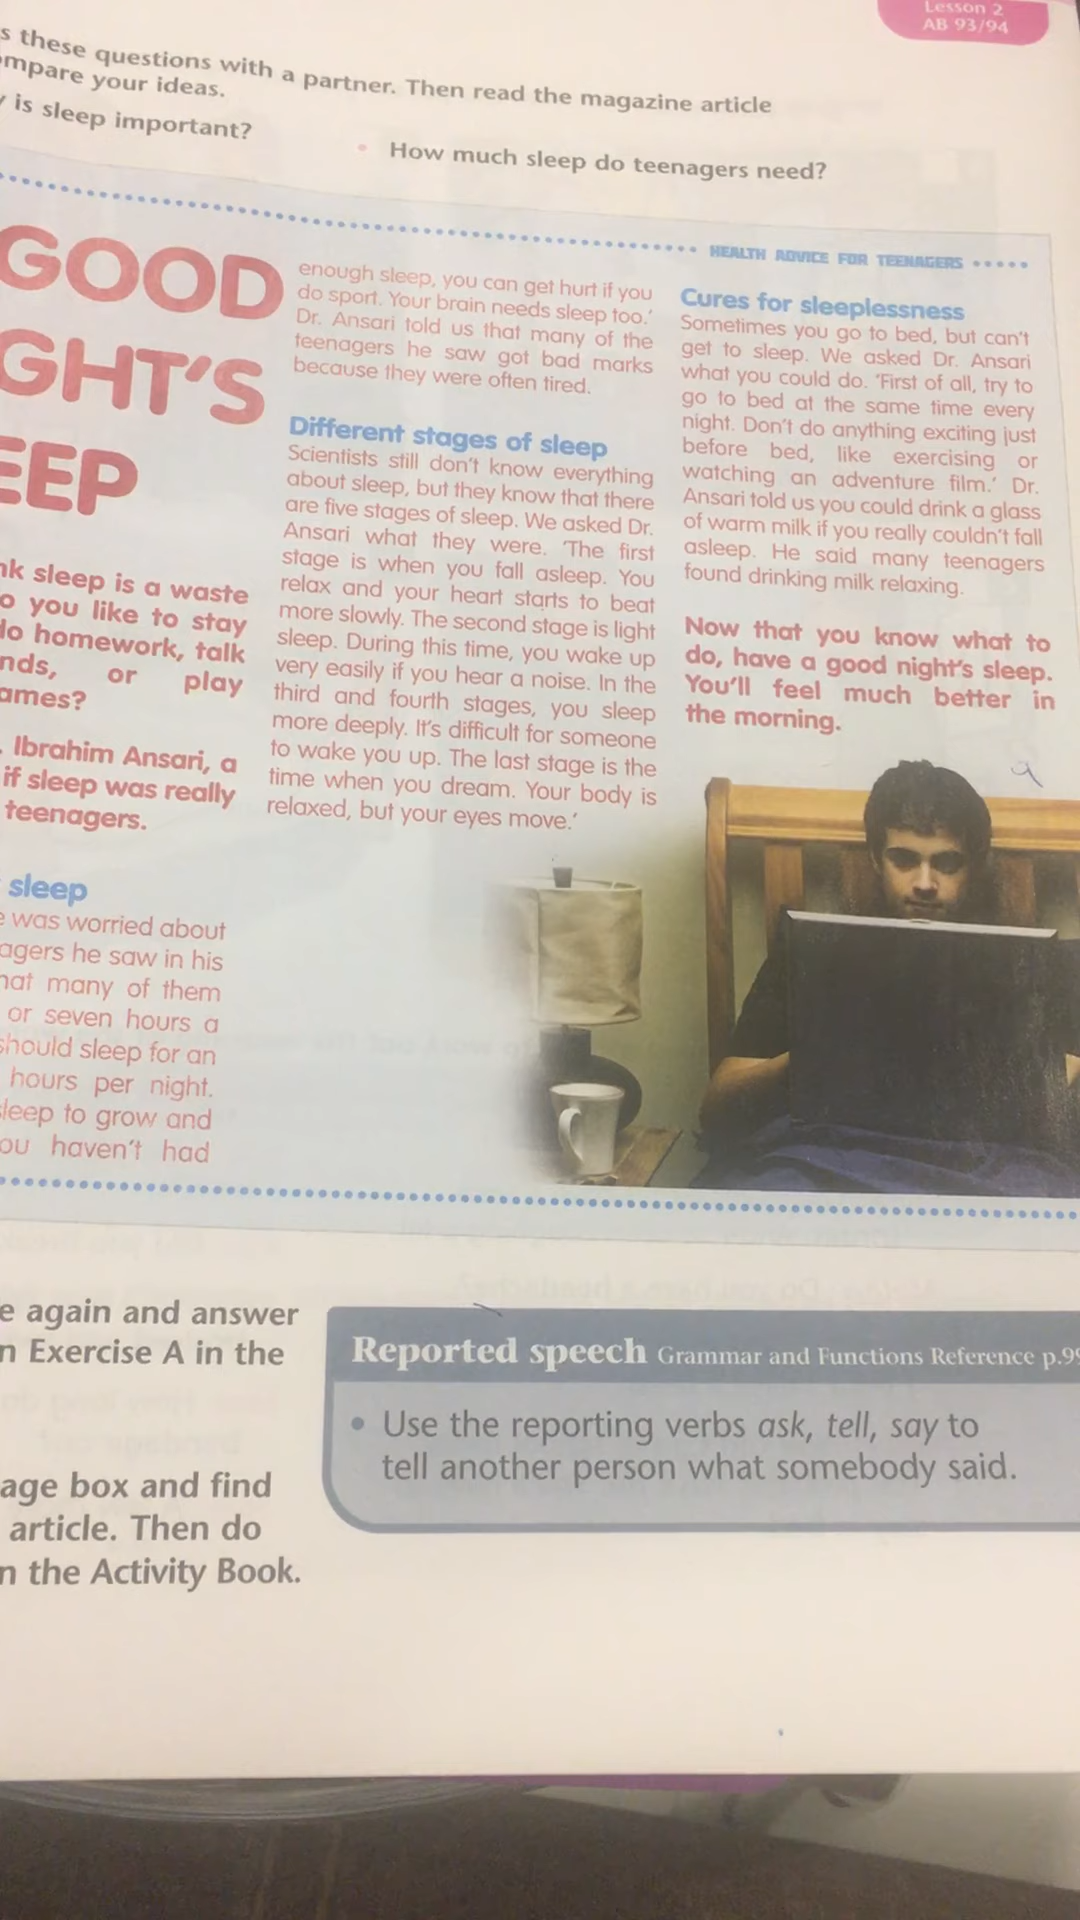 Lesson 2
AB 93/94
these questions with a partner. Then read the magazine article
your ideas.
is sleep important?
• How much sleep do teenagers need?
HEALTH ADVICE FOR TEENAGERS
GOOD
GHT'S
EEP
sleep is a waste
you like to stay
homework, talk
or play
. Ibrahim Ansari, a
if sleep was really
teenagers.
sleep
was worried about
he saw in his
many of them
or seven hours a
should sleep for an
hours per night.
to grow and
haven't had
enough sleep, you can get hurt if you
do sport. Your brain needs sleep too.'
Dr. Ansari told us that many of the
teenagers he saw got bad marks
because they were often tired.
Different stages of sleep
Scientists still don't know everything
about sleep, but they know that there
are five stages of sleep. We asked Dr.
Ansari what they were. 'The first
stage is when you fall asleep. You
relax and your heart starts to beat
more slowly. The second stage is light
sleep. During this time, you wake up
very easily if you hear a noise. In the
third and fourth stages, you sleep
more deeply. It's difficult for someone
to wake you up. The last stage is the
time when you dream. Your body is
relaxed, but your eyes move.'
Cures for sleeplessness
Sometimes you go to bed, but can't
get to sleep. We asked Dr. Ansari
what you could do. 'First of all, try to
go to bed at the same time every
night. Don't do anything exciting just
before bed, like exercising or
watching an adventure film.' Dr.
Ansari told us you could drink a glass
of warm milk if you really couldn't fall
asleep. He said many teenagers
found drinking milk relaxing.
Now that you know what to
do, have a good night's sleep.
You'll feel much better in
the morning.
again and answer
Exercise A in the
box and find
article. Then do
the Activity Book.
Reported speech Grammar and Functions Reference p.99
• Use the reporting verbs ask, tell, say to
tell another person what somebody said.